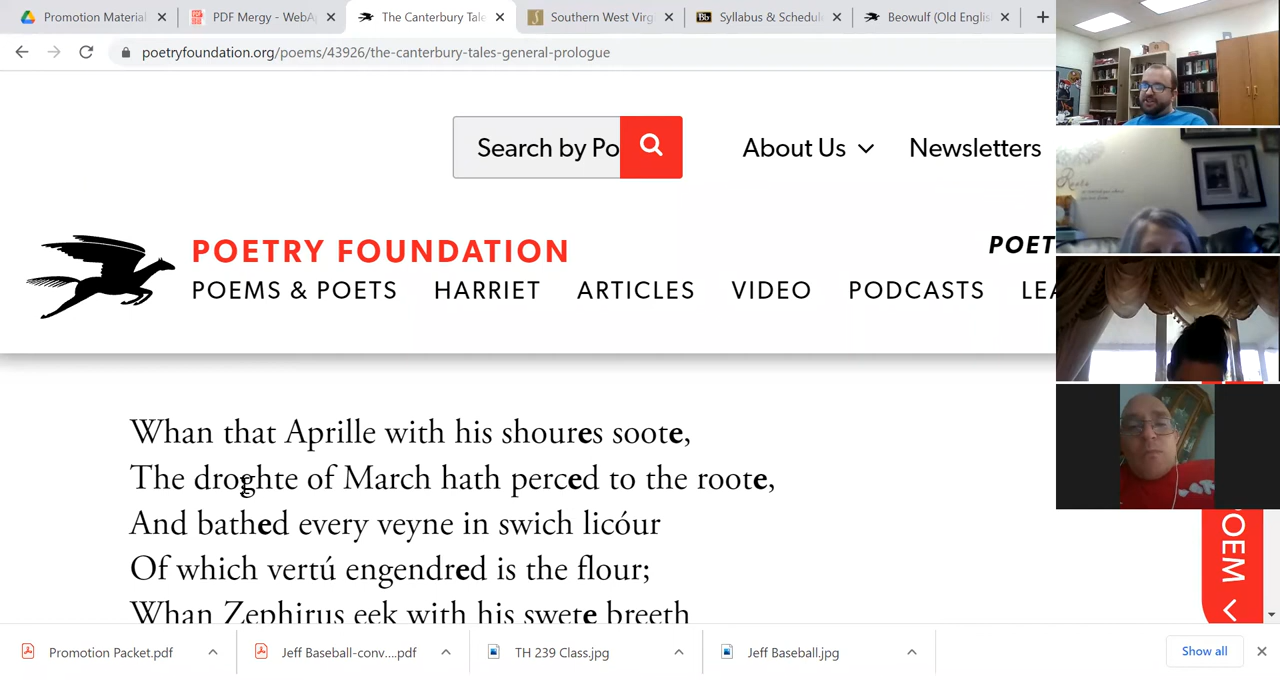 Promotion Material
PDF Mergy - WebA
The Canterbury Tale
Southern West Virg
Syllabus & Schedul
Beowulf (Old Englis
poetryfoundation.org/poems/43926/the-canterbury-tales-general-prologue
Search by Po
About Us
Newsletters
POETRY FOUNDATION
POET
POEMS & POETS HARRIET ARTICLES VIDEO PODCASTS LEA
Whan that Aprille with his shoures soote,
The droghte of March hath perced to the roote,
And bathed every veyne in swich licóur
Of which vertú engendred is the flour;
Whan Zephirus eek with his swete breeth
POEM
Promotion Packet.pdf
Jeff Baseball-conv....pdf
TH 239 Class.jpg
Jeff Baseball.jpg
Show all